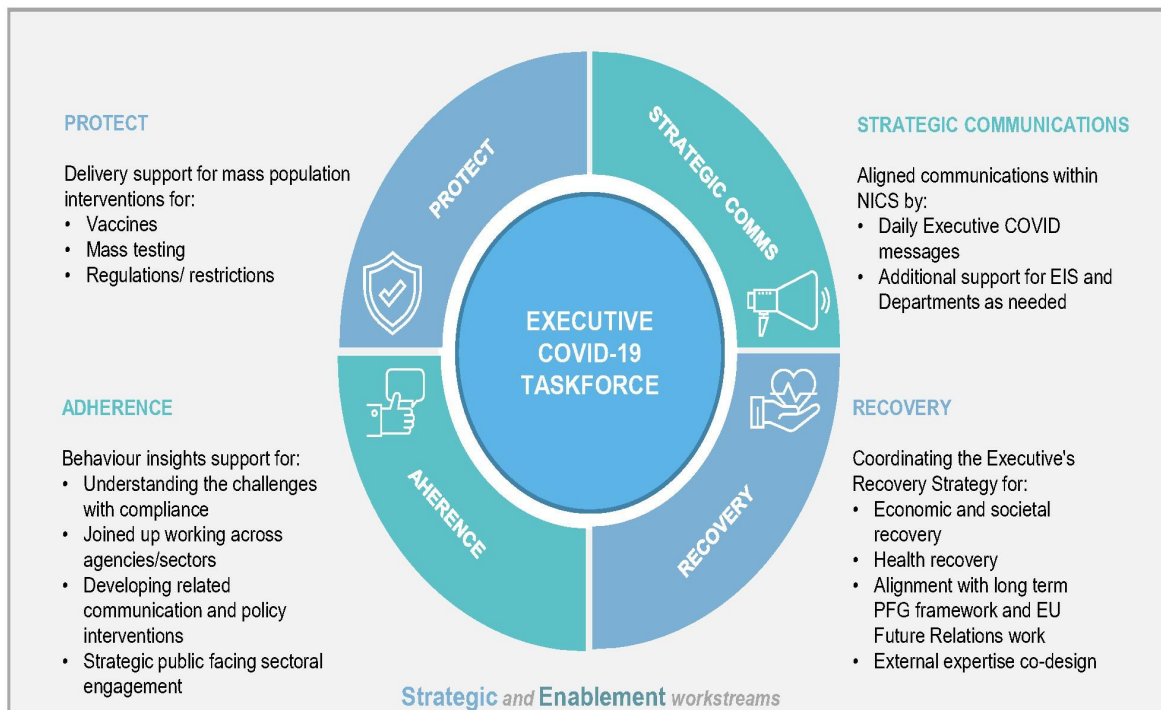 PROTECT
Delivery support for mass population
interventions for:
• Vaccines
• Mass testing
• Regulations/ restrictions
ADHERENCE
Behaviour insights support for:
• Understanding the challenges
with compliance
• Joined up working across
agencies/sectors
• Developing related
communication and policy
interventions
• Strategic public facing sectoral
engagement
PROTECT
STRATEGIC COMMS
EXECUTIVE
COVID-19
TASKFORCE
AHERENCE
RECOVERY
STRATEGIC COMMUNICATIONS
Aligned communications within
NICS by:
• Daily Executive COVID
messages
• Additional support for EIS and
Departments as needed
RECOVERY
Coordinating the Executive's
Recovery Strategy for:
• Economic and societal
recovery
• Health recovery
• Alignment with long term
PFG framework and EU
Future Relations work
• External expertise co-design
Strategic and Enablement workstreams